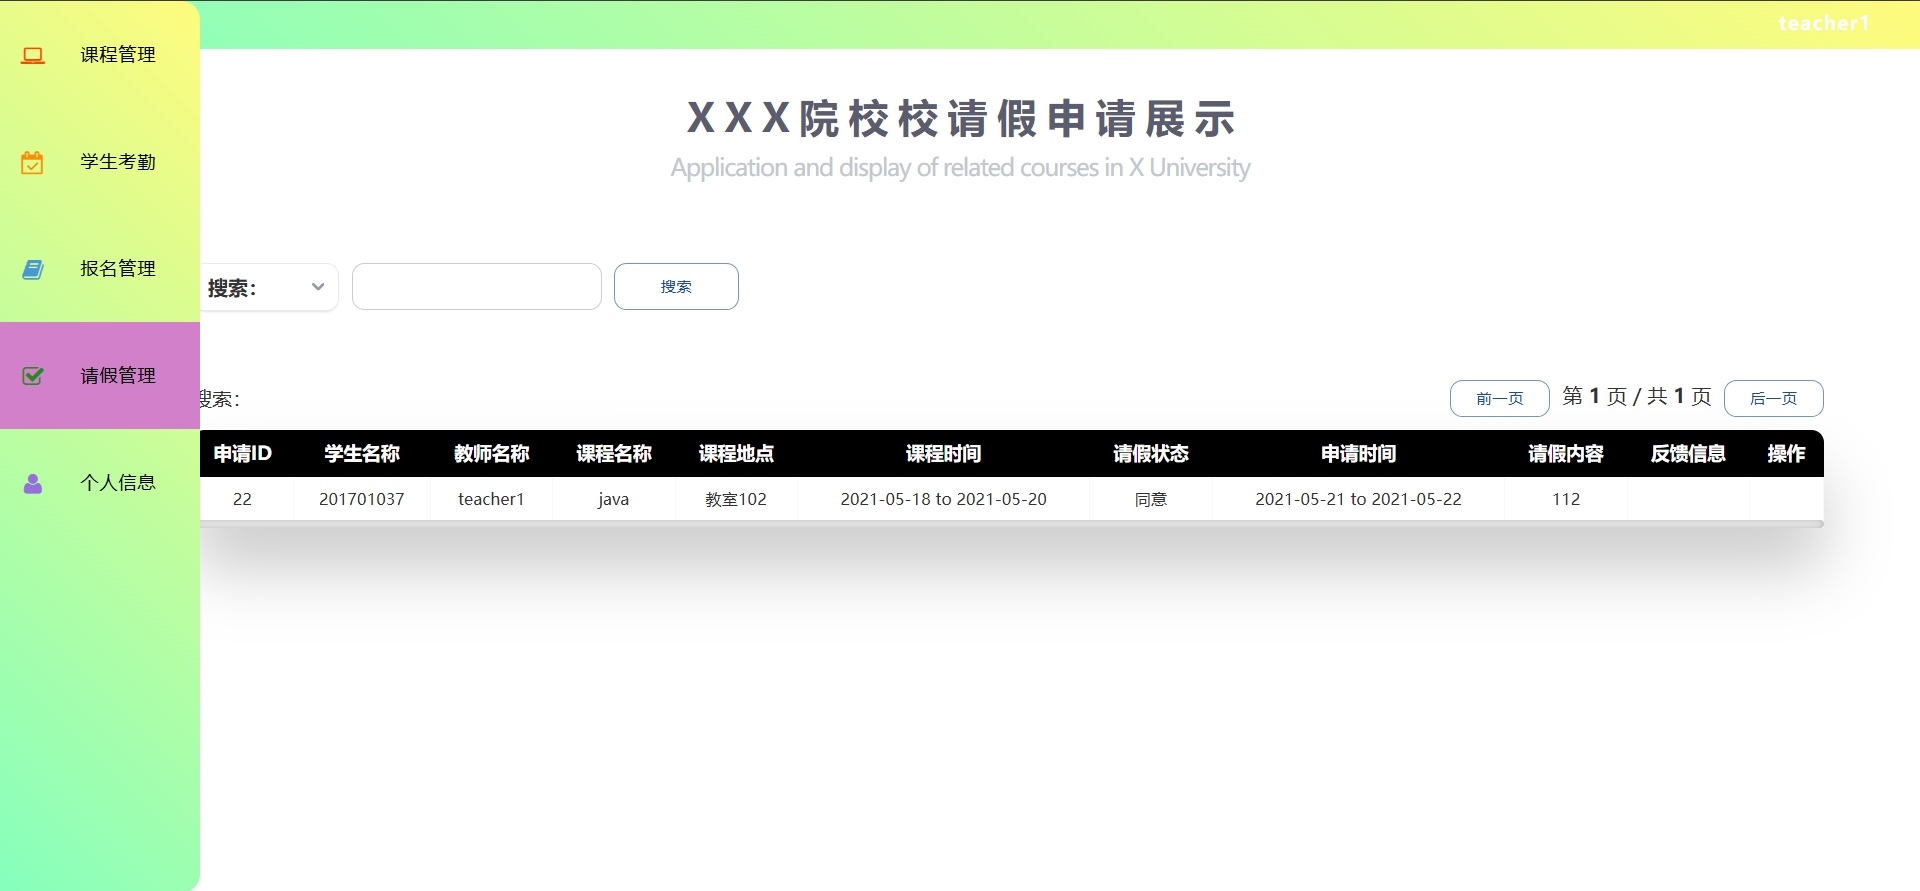 teacher1
课程管理
学生考勤
报名管理
请假管理
个人信息
XXX院校校请假申请展示
Application and display of related courses in X University
搜索： 搜索
搜索： 前一页 第 1 页 / 共 1 页 后一页
申请ID 学生名称 教师名称 课程名称 课程地点 课程时间 请假状态 申请时间 请假内容 反馈信息 操作
22 201701037 teacher1 java 教室102 2021-05-18 to 2021-05-20 同意 2021-05-21 to 2021-05-22 112